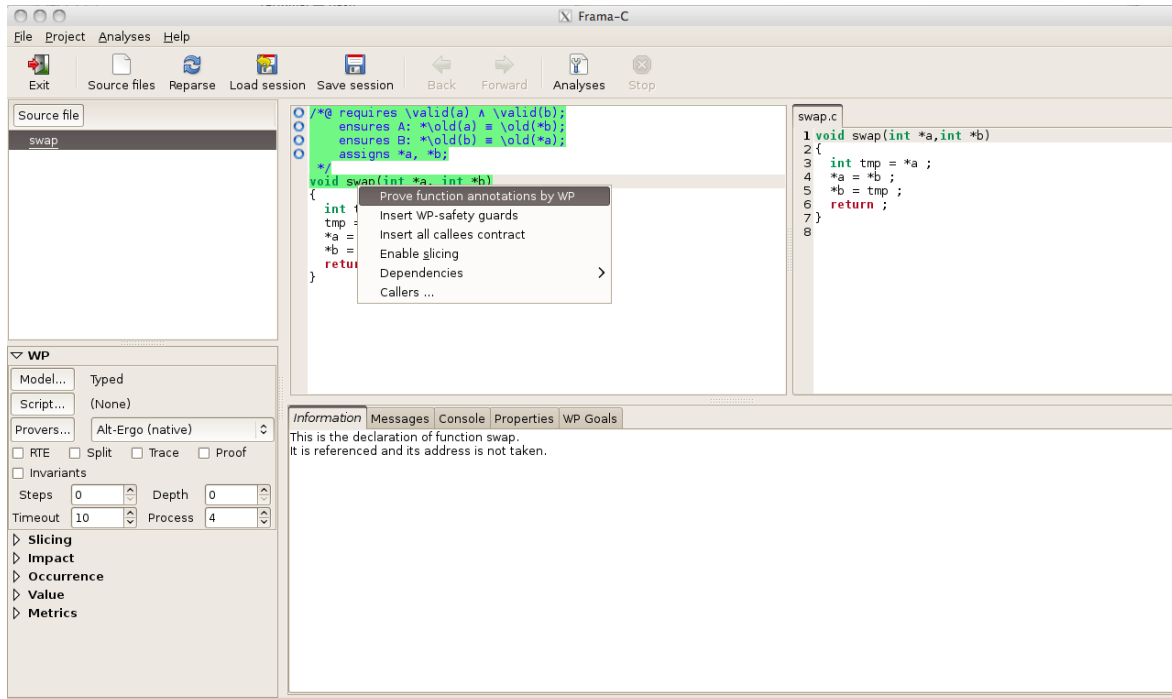 Frama-C
File Project Analyses Help
Exit Source files Reparse Load session Save session Back Forward Analyses Stop
Source file
swap
/*@ requires \valid(a) ∧ \valid(b);
ensures A: *\old(a) ≡ \old(*b);
ensures B: *\old(b) ≡ \old(*a);
assigns *a, *b;
*/
void swap(int *a, int *b)
{
int t
tmp =
*a =
*b =
retur
}
Prove function annotations by WP
Insert WP-safety guards
Insert all callees contract
Enable slicing
Dependencies
Callers ...
swap.c
1 void swap(int *a,int *b)
2 {
3 int tmp = *a ;
4 *a = *b ;
5 *b = tmp ;
6 return ;
7 }
8
WP
Model... Typed
Script... (None)
Provers... Alt-Ergo (native)
RTE Split Trace Proof
Invariants
Steps 0 Depth 0
Timeout 10 Process 4
Slicing
Impact
Occurrence
Value
Metrics
Information Messages Console Properties WP Goals
This is the declaration of function swap.
It is referenced and its address is not taken.